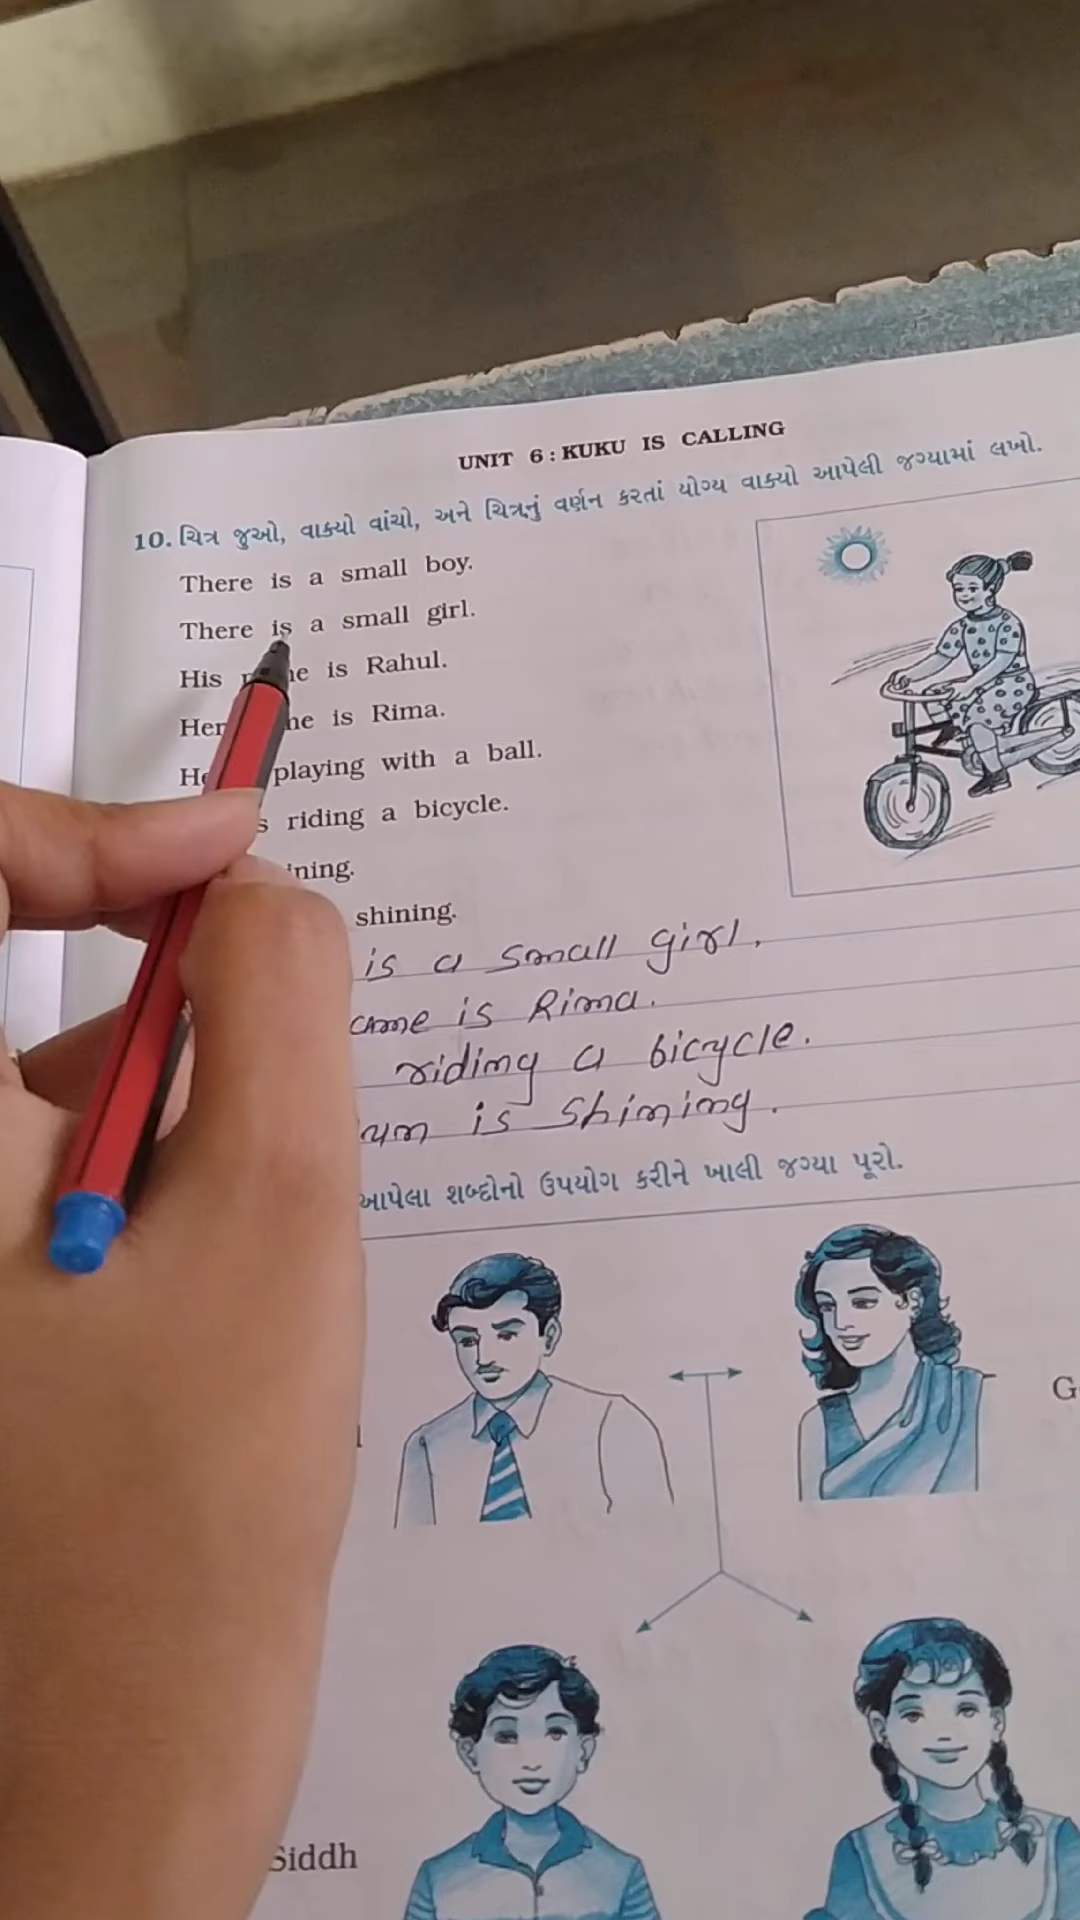 UNIT 6 : KUKU IS CALLING
10. ચિત્ર જુઓ, વાક્યો વાંચો, અને ચિત્રનું વર્ણન કરતાં યોગ્ય વાક્યો આપેલી જગ્યામાં લખો.
There is a small boy.
There is a small girl.
His is Rahul.
Her is Rima.
playing with a ball.
riding a bicycle.
shining.
is a small girl.
is Rima.
riding a bicycle.
is shining.
આપેલા શબ્દોનો ઉપયોગ કરીને ખાલી જગ્યા પૂરો.
Siddh